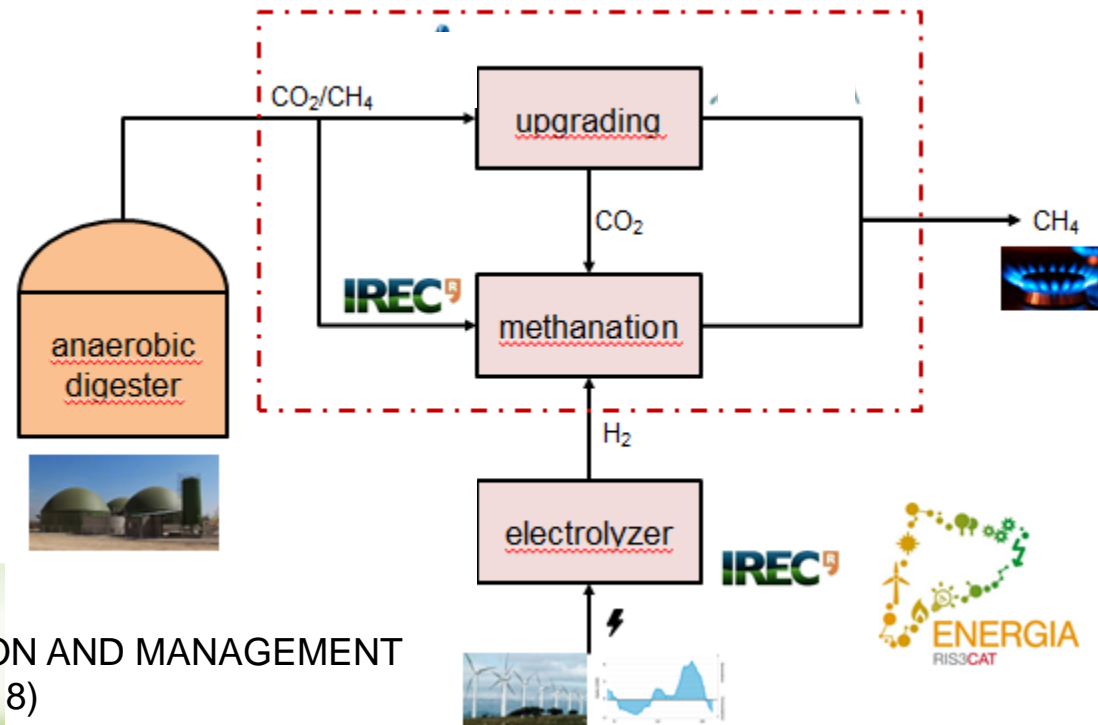 CO₂/CH₄
upgrading
CO₂
CH₄
IREC
methanation
anaerobic
digester
H₂
electrolyzer
IREC
ENERGIA
RIS3CAT
ON AND MANAGEMENT
8)